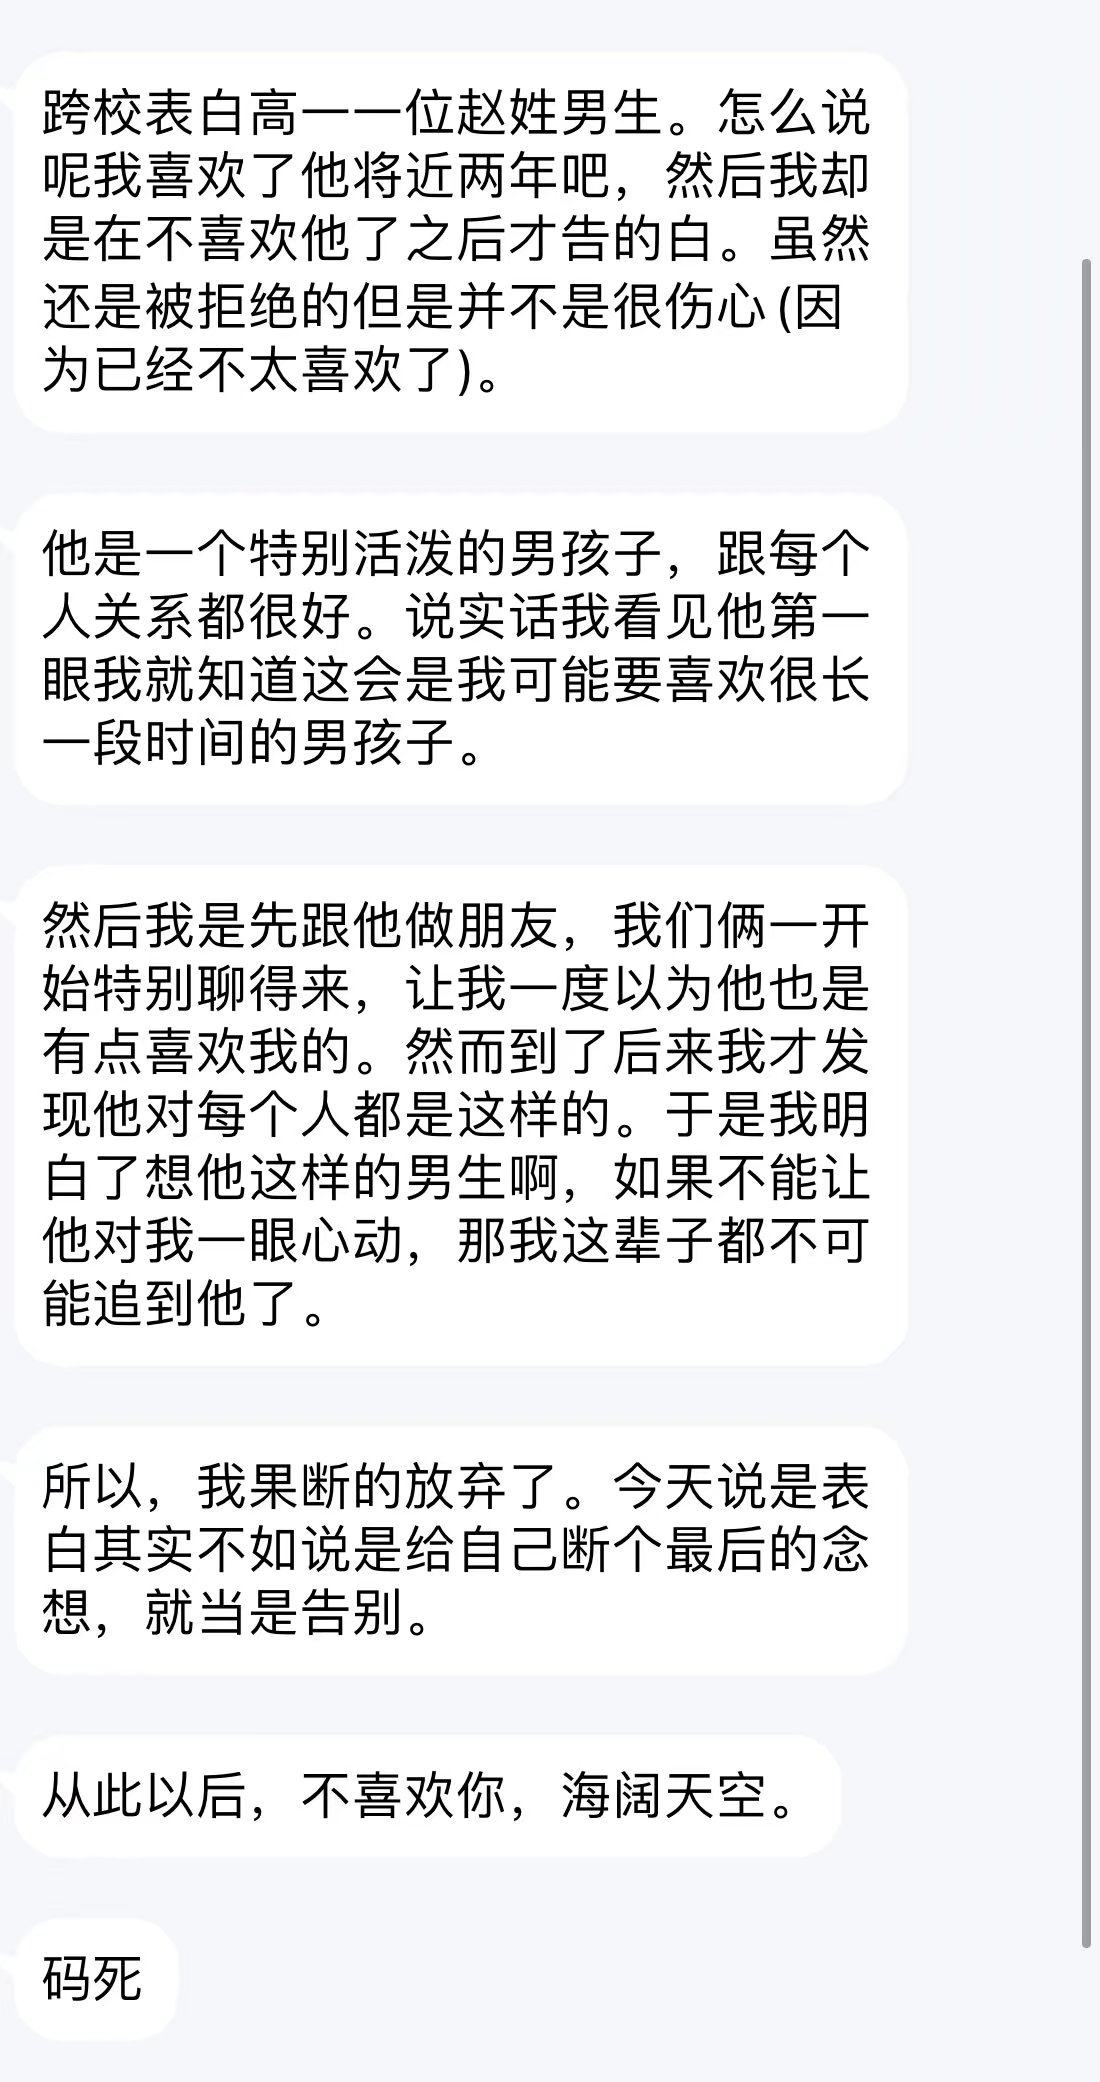 跨校表白高一一位赵姓男生。怎么说
呢我喜欢了他将近两年吧，然后我却
是在不喜欢他了之后才告的白。虽然
还是被拒绝的但是并不是很伤心(因
为已经不太喜欢了)。
他是一个特别活泼的男孩子，跟每个
人关系都很好。说实话我看见他第一
眼我就知道这会是我可能要喜欢很长
一段时间的男孩子。
然后我是先跟他做朋友，我们俩一开
始特别聊得来，让我一度以为他也是
有点喜欢我的。然而到了后来我才发
现他对每个人都是这样的。于是我明
白了想他这样的男生啊，如果不能让
他对我一眼心动，那我这辈子都不可
能追到他了。
所以，我果断的放弃了。今天说是表
白其实不如说是给自己断个最后的念
想，就当是告别。
从此以后，不喜欢你，海阔天空。
码死